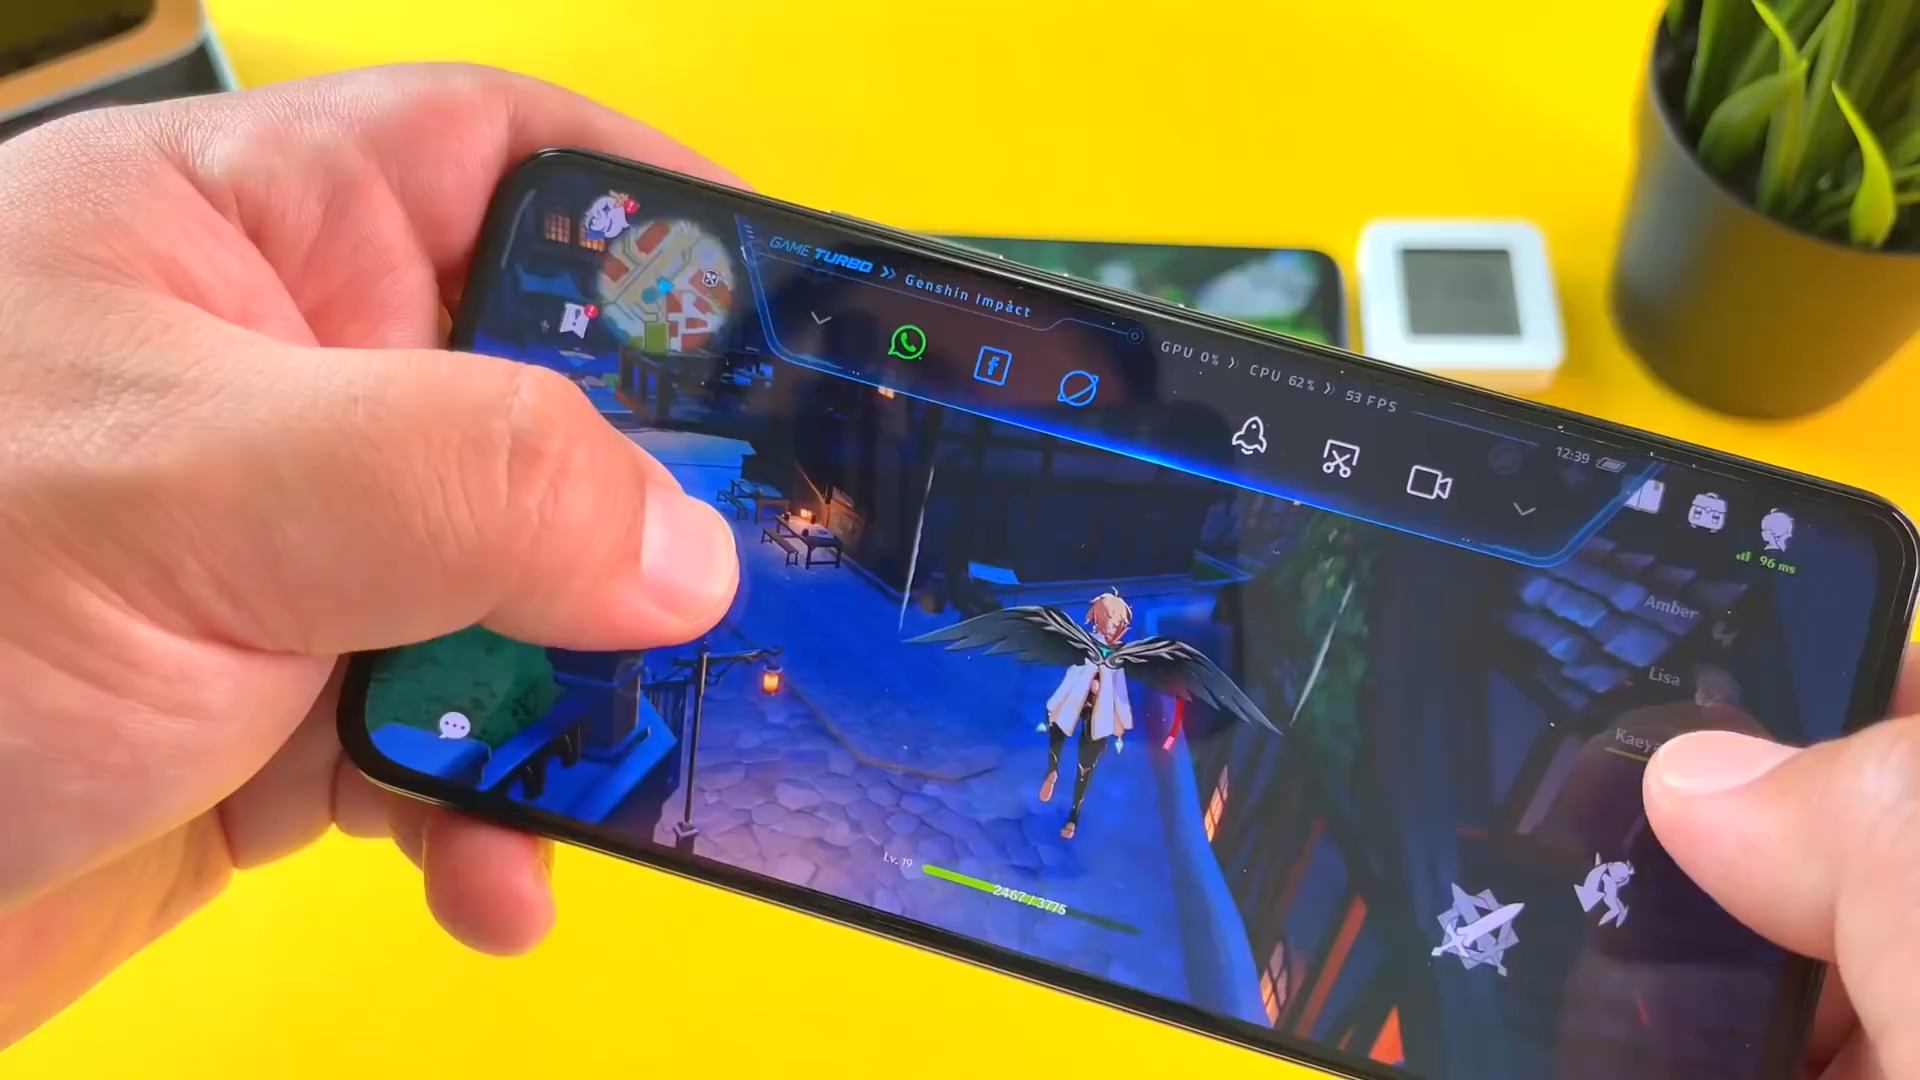 GAME TURBO
Genshin Impact
GPU 0% CPU 62% 53 FPS
12:39
96 ms
Amber
Lisa
Kaeya
Lv. 19
2467 / 3775